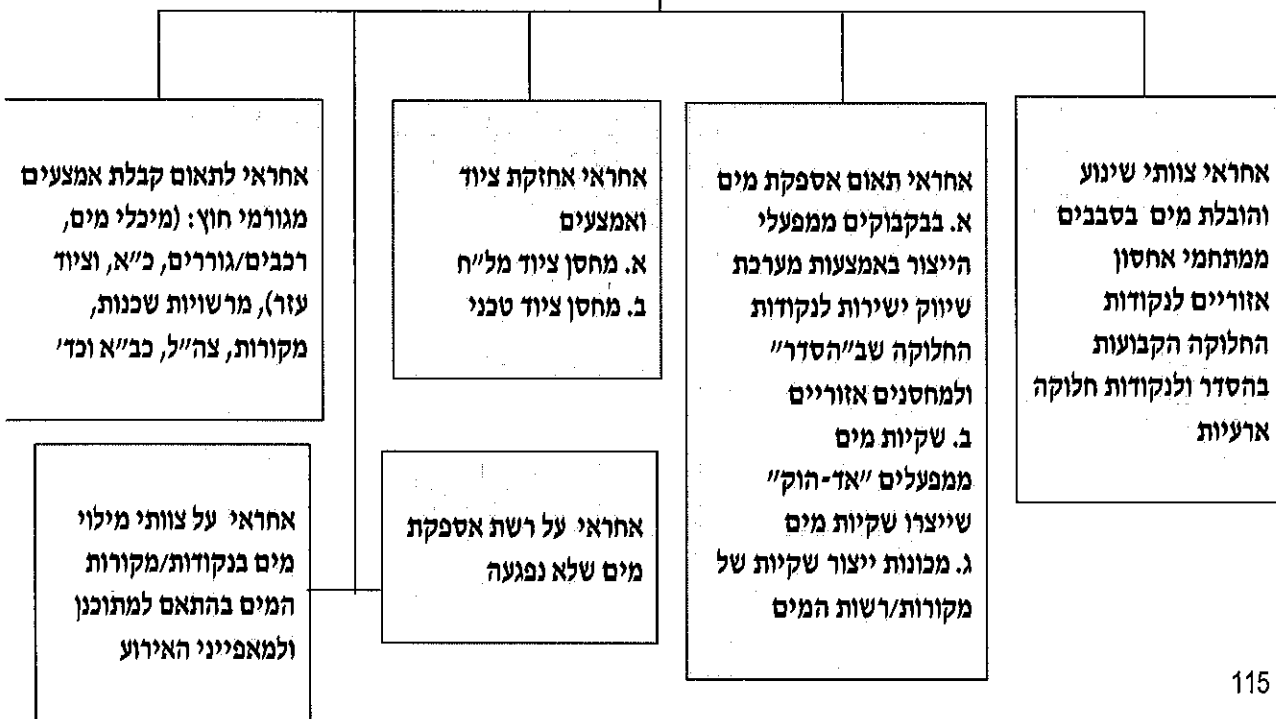 אחראי צוותי שינוע
והובלת מים בסבבים
ממתחמי אחסון
אזוריים לנקודות
החלוקה הקבועות
בהסדר ולנקודות חלוקה
ארעיות
אחראי תאום אספקת מים
א. בבקבוקים ממפעלי
הייצור באמצעות מערכת
שיווק ישירות לנקודות
החלוקה שב"הסדר"
ולמחסנים אזוריים
ב. שקיות מים
ממפעלים "אד-הוק"
שייצרו שקיות מים
ג. מכונות ייצור שקיות של
מקורות/רשות המים
אחראי אחזקת ציוד
ואמצעים
א. מחסן ציוד מל"ח
ב. מחסן ציוד טכני
אחראי לתאום קבלת אמצעים
מגורמי חוץ: (מיכלי מים,
רכבים/גוררים, כ"א, וציוד
עזר), מרשויות שכנות,
מקורות, צה"ל, כב"א וכד'
אחראי על רשת אספקת
מים שלא נפגעה
אחראי על צוותי מילוי
מים בנקודות/מקורות
המים בהתאם למתוכנן
ולמאפייני האירוע
115